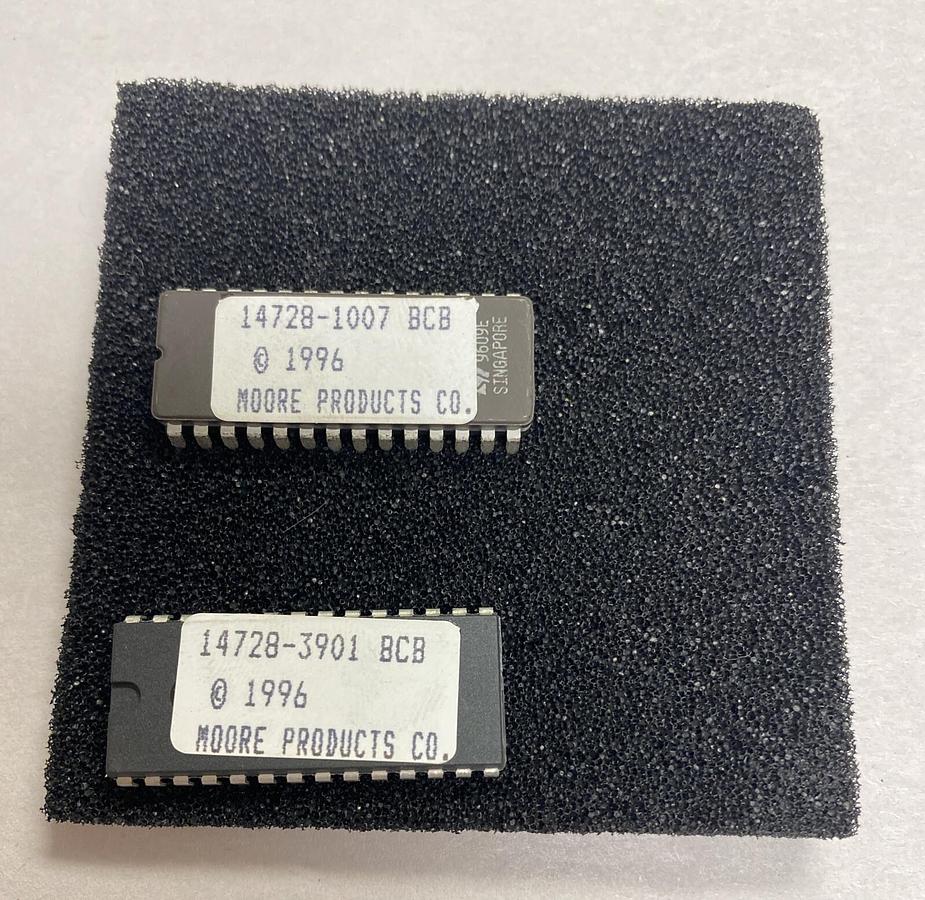 14728-1007 BCB
© 1996
MOORE PRODUCTS CO.
9609E
SINGAPORE
14728-3901 BCB
© 1996
MOORE PRODUCTS CO.